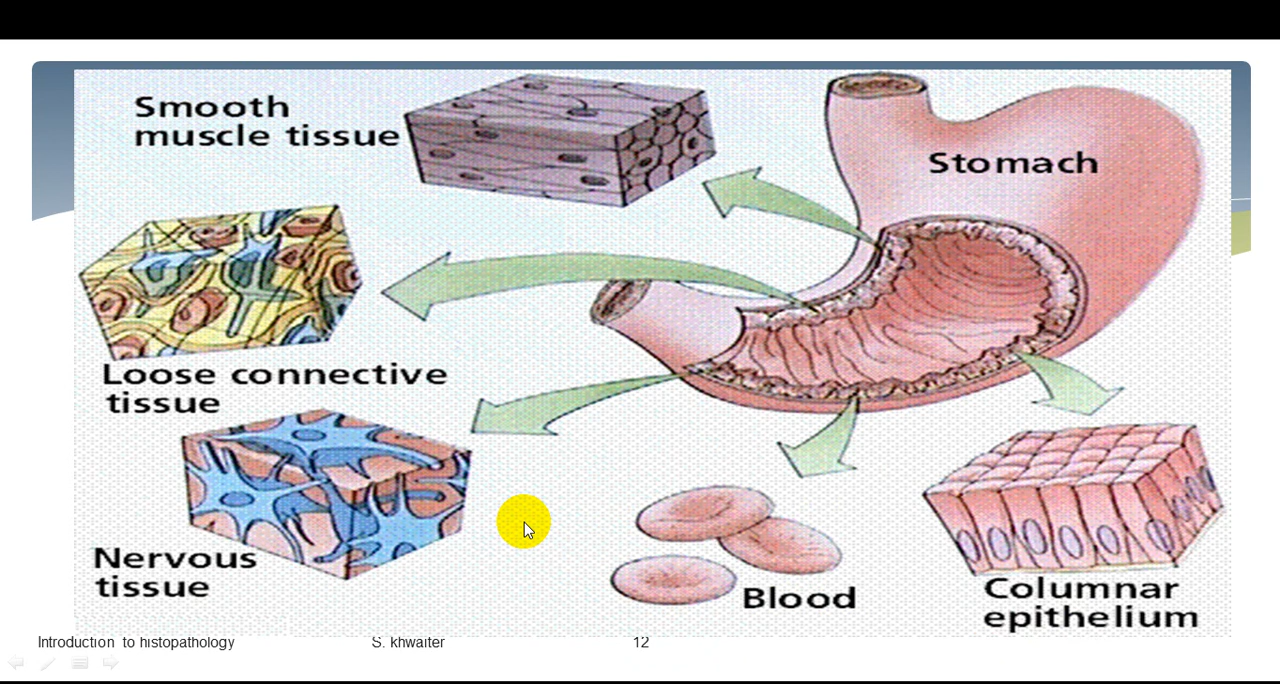 Smooth
muscle tissue
Stomach
Loose connective
tissue
Nervous
tissue
Blood
Columnar
epithelium
Introduction to histopathology
S. khwaiter
12